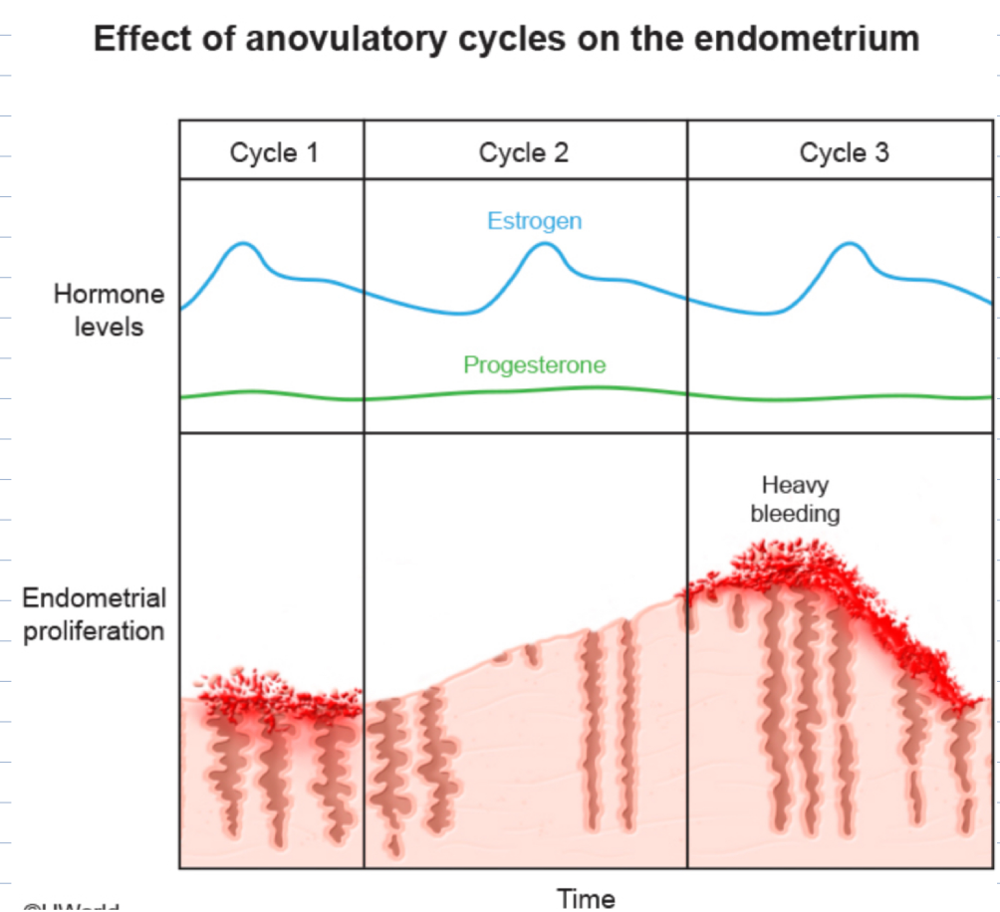 Effect of anovulatory cycles on the endometrium
Cycle 1
Cycle 2
Cycle 3
Estrogen
Hormone
levels
Progesterone
Heavy
bleeding
Endometrial
proliferation
Time